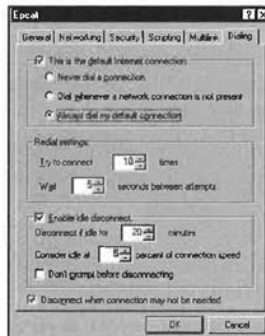 Epcal
General Networking Security Scripting Multilink Dialing
This is the default Internet connection
Never dial a connection
Dial whenever a network connection is not present
Always dial my default connection
Redial settings:
Try to connect 10 times
Wait 5 seconds between attempts
Enable idle disconnect
Disconnect if idle for 20 minutes
Consider idle at 5 percent of connection speed
Don't prompt before disconnecting
Disconnect when connection may not be needed
OK Cancel